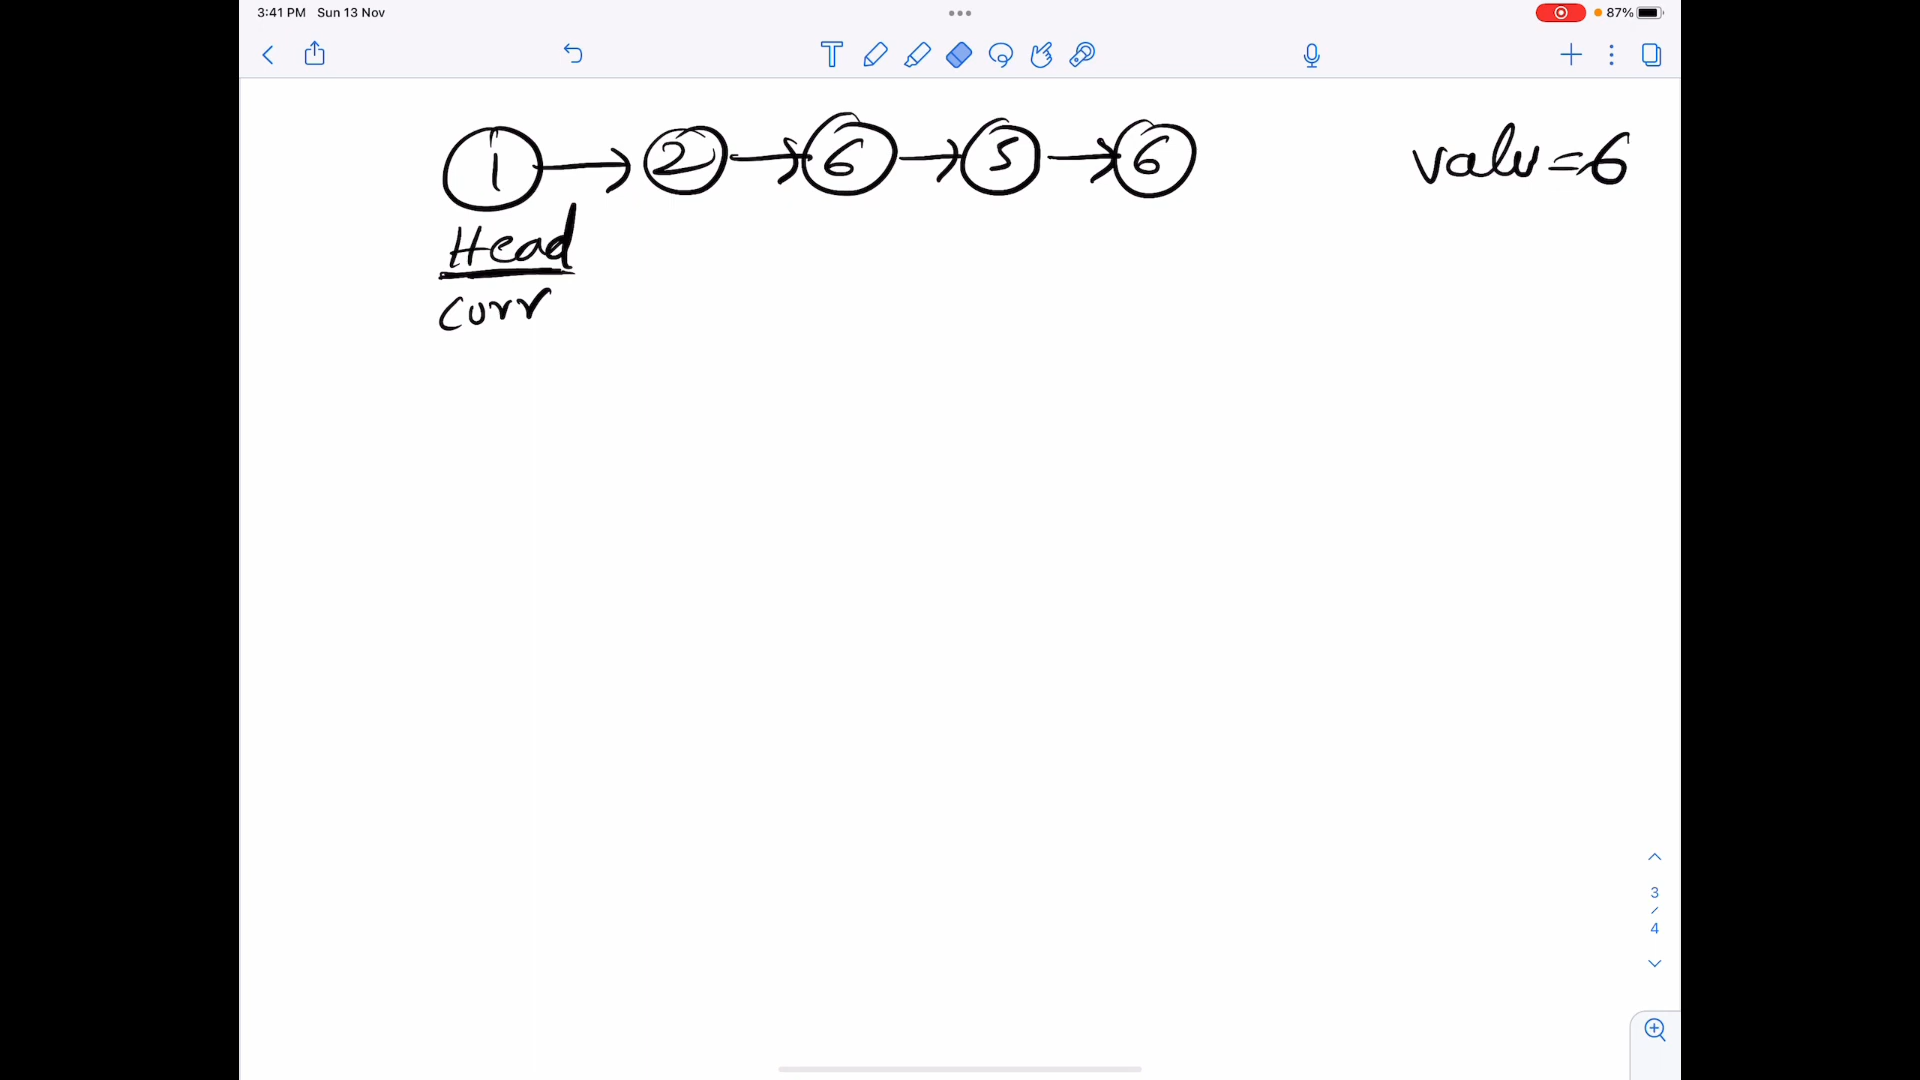 3:41 PM Sun 13 Nov
87%
T
1 2 6 5 6
valu = 6
Head
curr
3
4